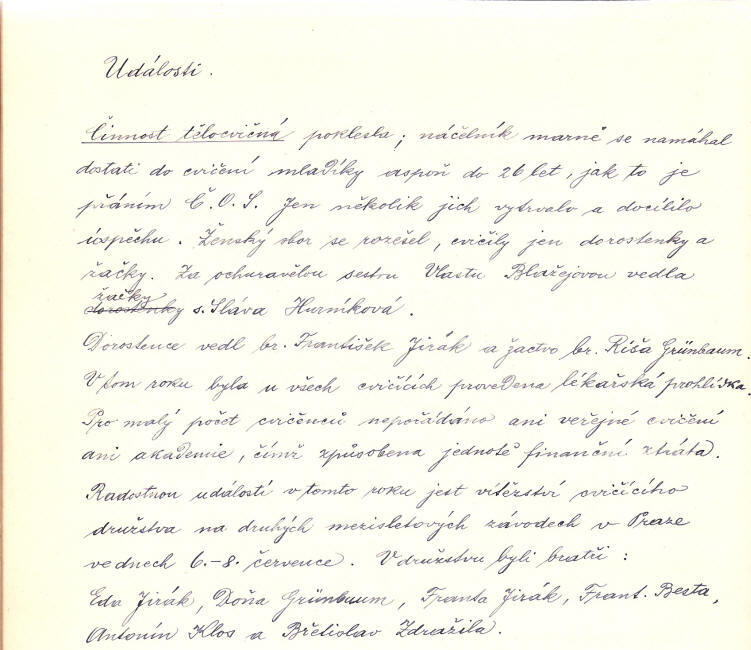 Události.
Činnost tělocvičná poklesla; náčelník marně se namáhal
dostati do cvičení mladíky aspoň do 26 let, jak to je
přáním Č.O.S. Jen několik jich vytrvalo a docílilo
úspěchu. Ženský sbor se rozešel, cvičily jen dorostenky a
žačky. Za ochuravělou sestru Vlastu Blažejovou vedla
žačky
dorostenky s. Sláva Hurníková.
Dorostence vedl br. František Jirák a žactvo br. Ríša Grünbaum.
V tom roku byla u všech cvičících provedena lékařská prohlídka.
Pro malý počet cvičenců nepořádáno ani veřejné cvičení
ani akademie, čímž způsobena jednotě finanční ztráta.
Radostnou událostí v tomto roku jest vítězství cvičícího
družstva na druhých mezisletových závodech v Praze
ve dnech 6.-8. července. V družstvu byli bratři:
Eda Jirák, Doňa Grünbaum, Franta Jirák, Frant. Besta,
Antonín Klos a Břetislav Zdražila.